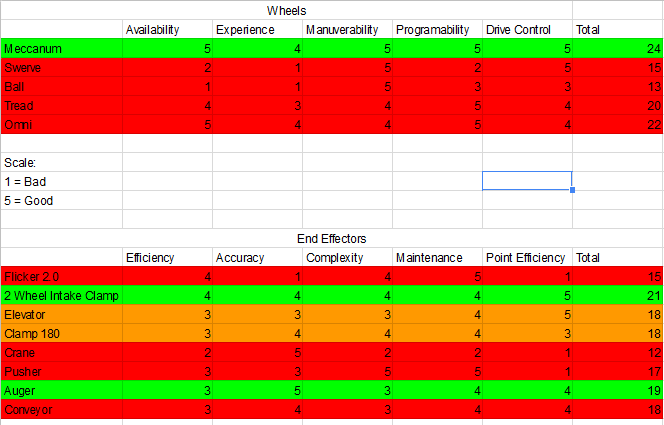 Wheels
Availability Experience Manuverability Programability Drive Control Total
Meccanum 5 4 5 5 5 24
Swerve 2 1 5 2 5 15
Ball 1 1 5 3 3 13
Tread 4 3 4 5 4 20
Omni 5 4 4 5 4 22
Scale:
1 = Bad
5 = Good
End Effectors
Efficiency Accuracy Complexity Maintenance Point Efficiency Total
Flicker 2.0 4 1 4 5 1 15
2 Wheel Intake Clamp 4 4 4 4 5 21
Elevator 3 3 3 4 5 18
Clamp 180 3 4 4 4 3 18
Crane 2 5 2 2 1 12
Pusher 3 3 5 5 1 17
Auger 3 5 3 4 4 19
Conveyor 3 4 3 4 4 18